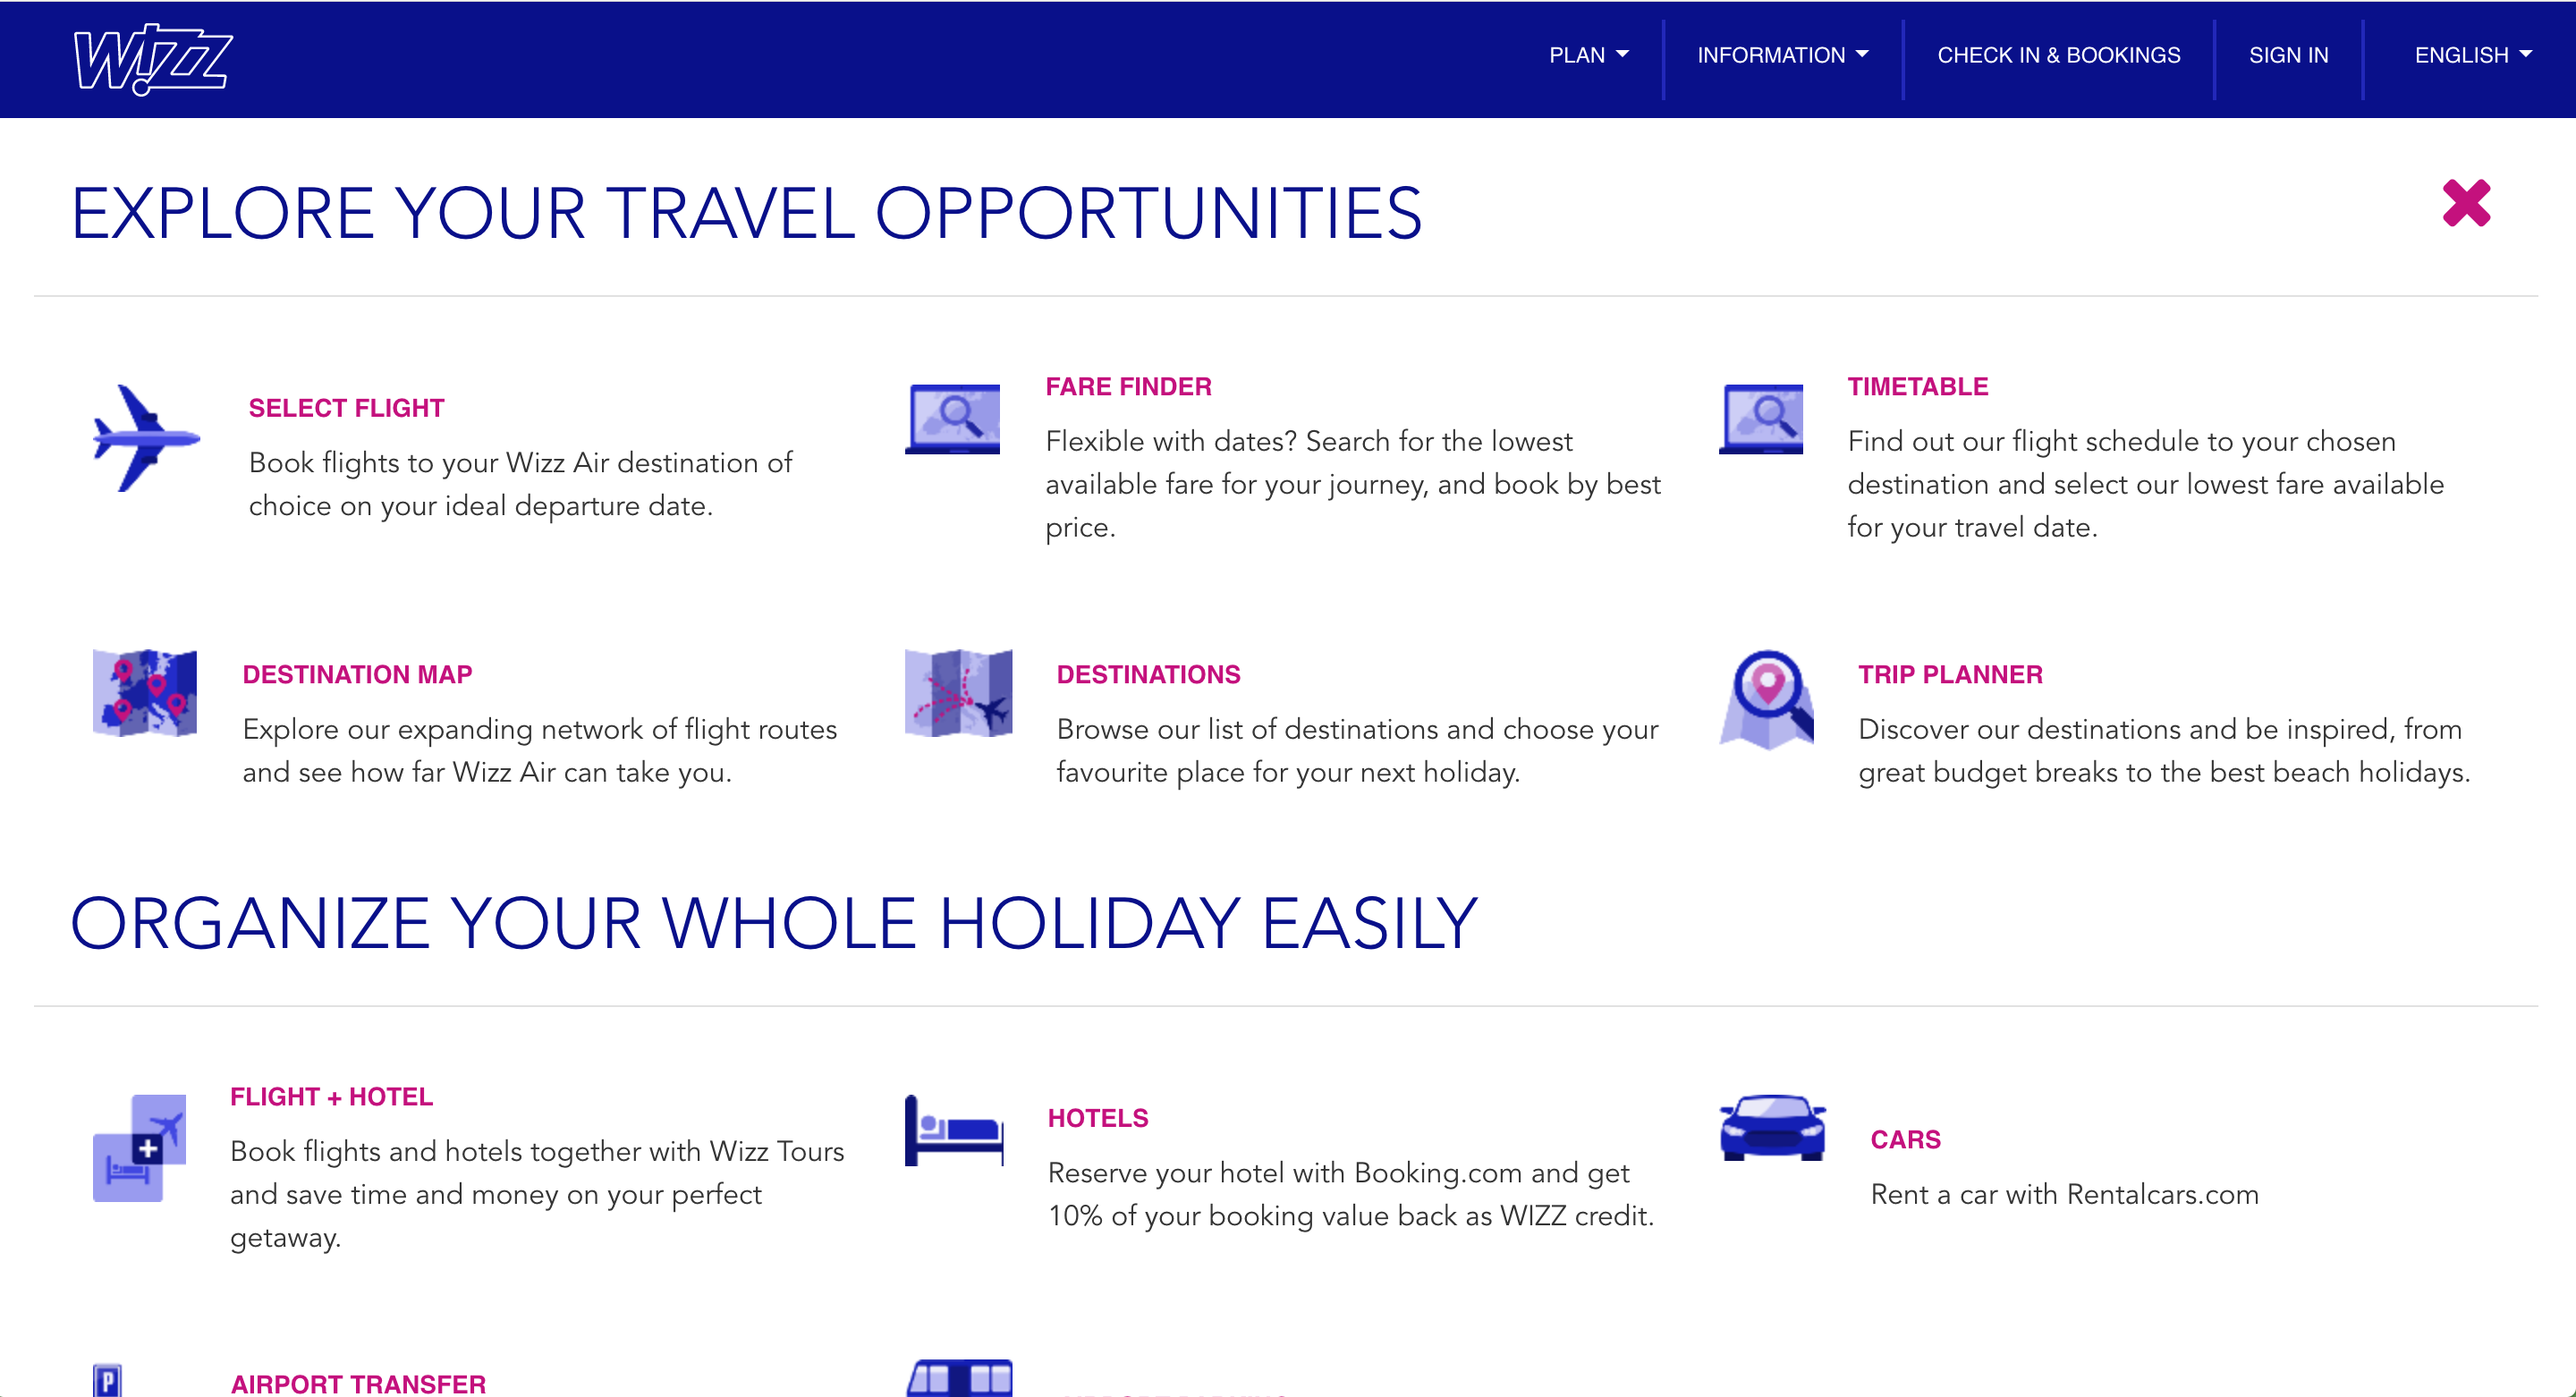 Wizz
PLAN
INFORMATION
CHECK IN & BOOKINGS
SIGN IN
ENGLISH
EXPLORE YOUR TRAVEL OPPORTUNITIES
SELECT FLIGHT
Book flights to your Wizz Air destination of
choice on your ideal departure date.
FARE FINDER
Flexible with dates? Search for the lowest
available fare for your journey, and book by best
price.
TIMETABLE
Find out our flight schedule to your chosen
destination and select our lowest fare available
for your travel date.
DESTINATION MAP
Explore our expanding network of flight routes
and see how far Wizz Air can take you.
DESTINATIONS
Browse our list of destinations and choose your
favourite place for your next holiday.
TRIP PLANNER
Discover our destinations and be inspired, from
great budget breaks to the best beach holidays.
ORGANIZE YOUR WHOLE HOLIDAY EASILY
FLIGHT + HOTEL
Book flights and hotels together with Wizz Tours
and save time and money on your perfect
getaway.
HOTELS
Reserve your hotel with Booking.com and get
10% of your booking value back as WIZZ credit.
CARS
Rent a car with Rentalcars.com
P
AIRPORT TRANSFER